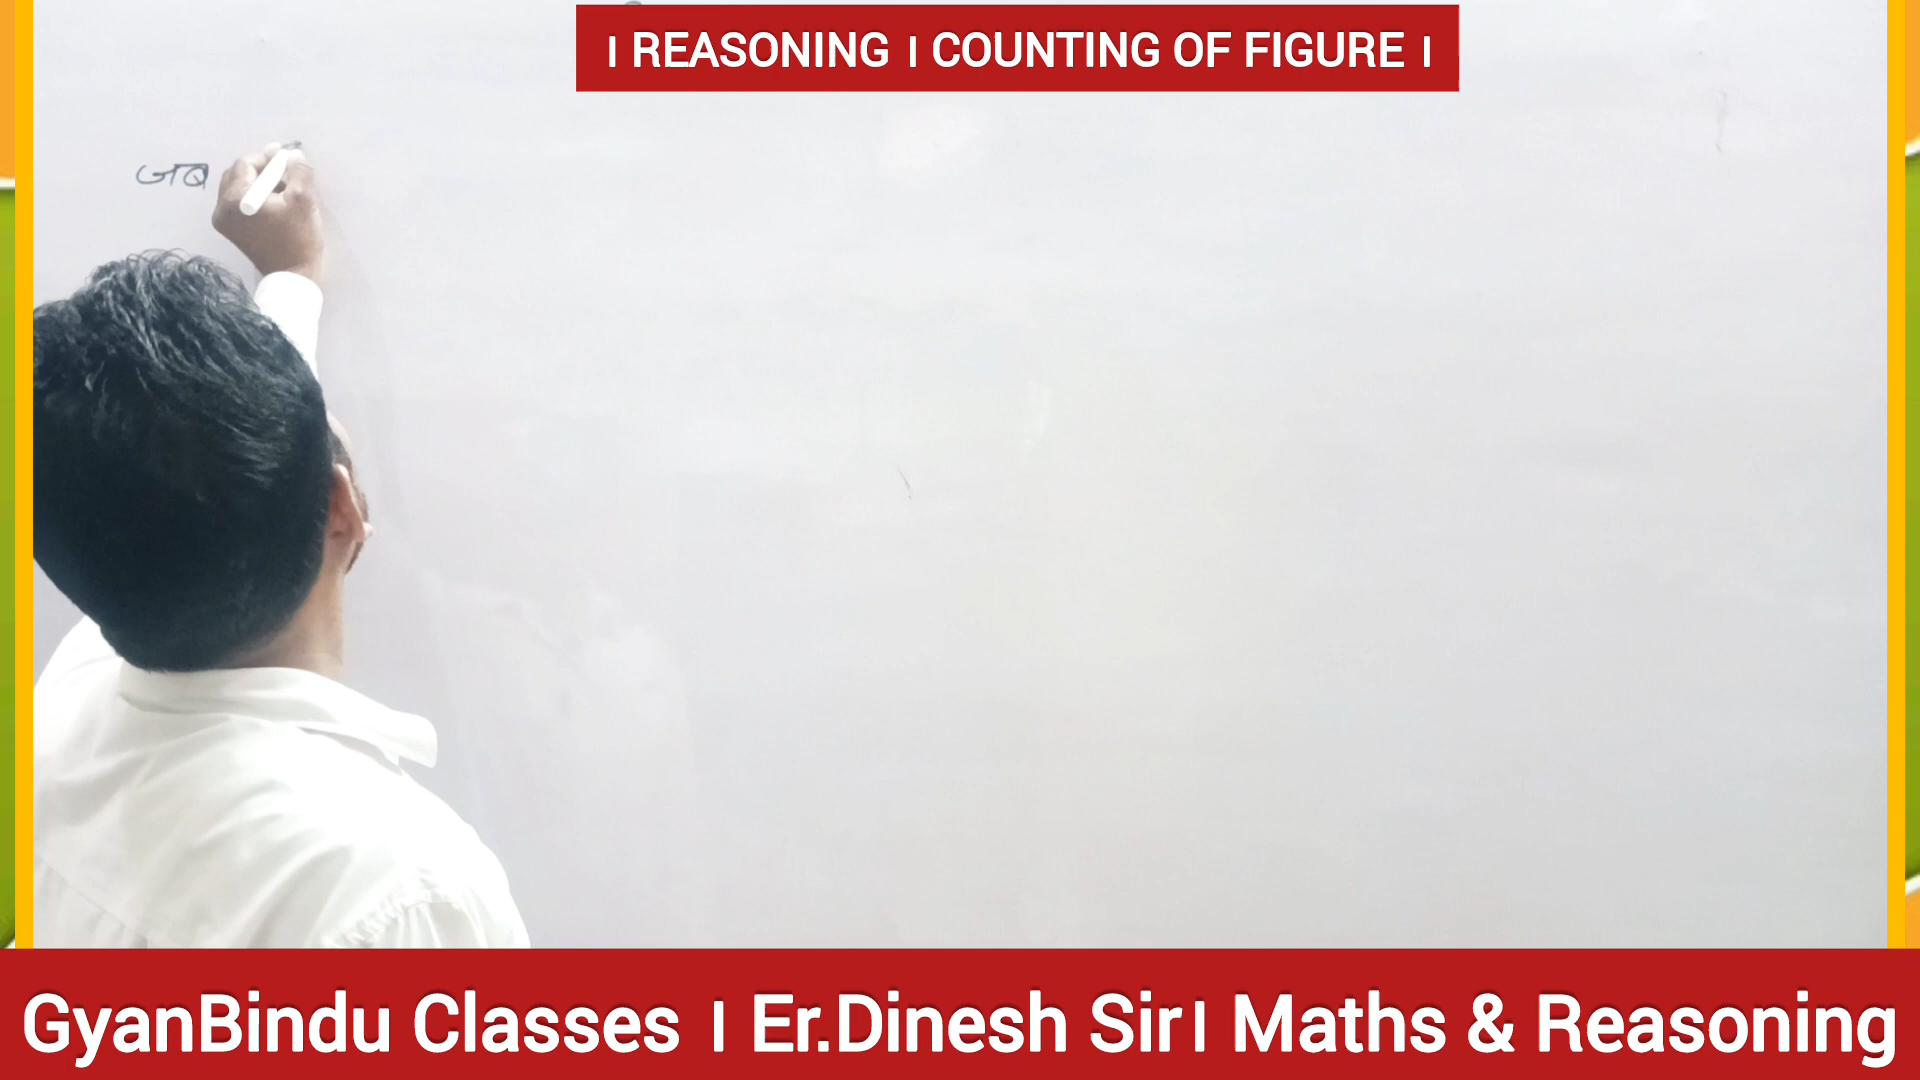 । REASONING । COUNTING OF FIGURE ।
जब
GyanBindu Classes । Er.Dinesh Sir। Maths & Reasoning